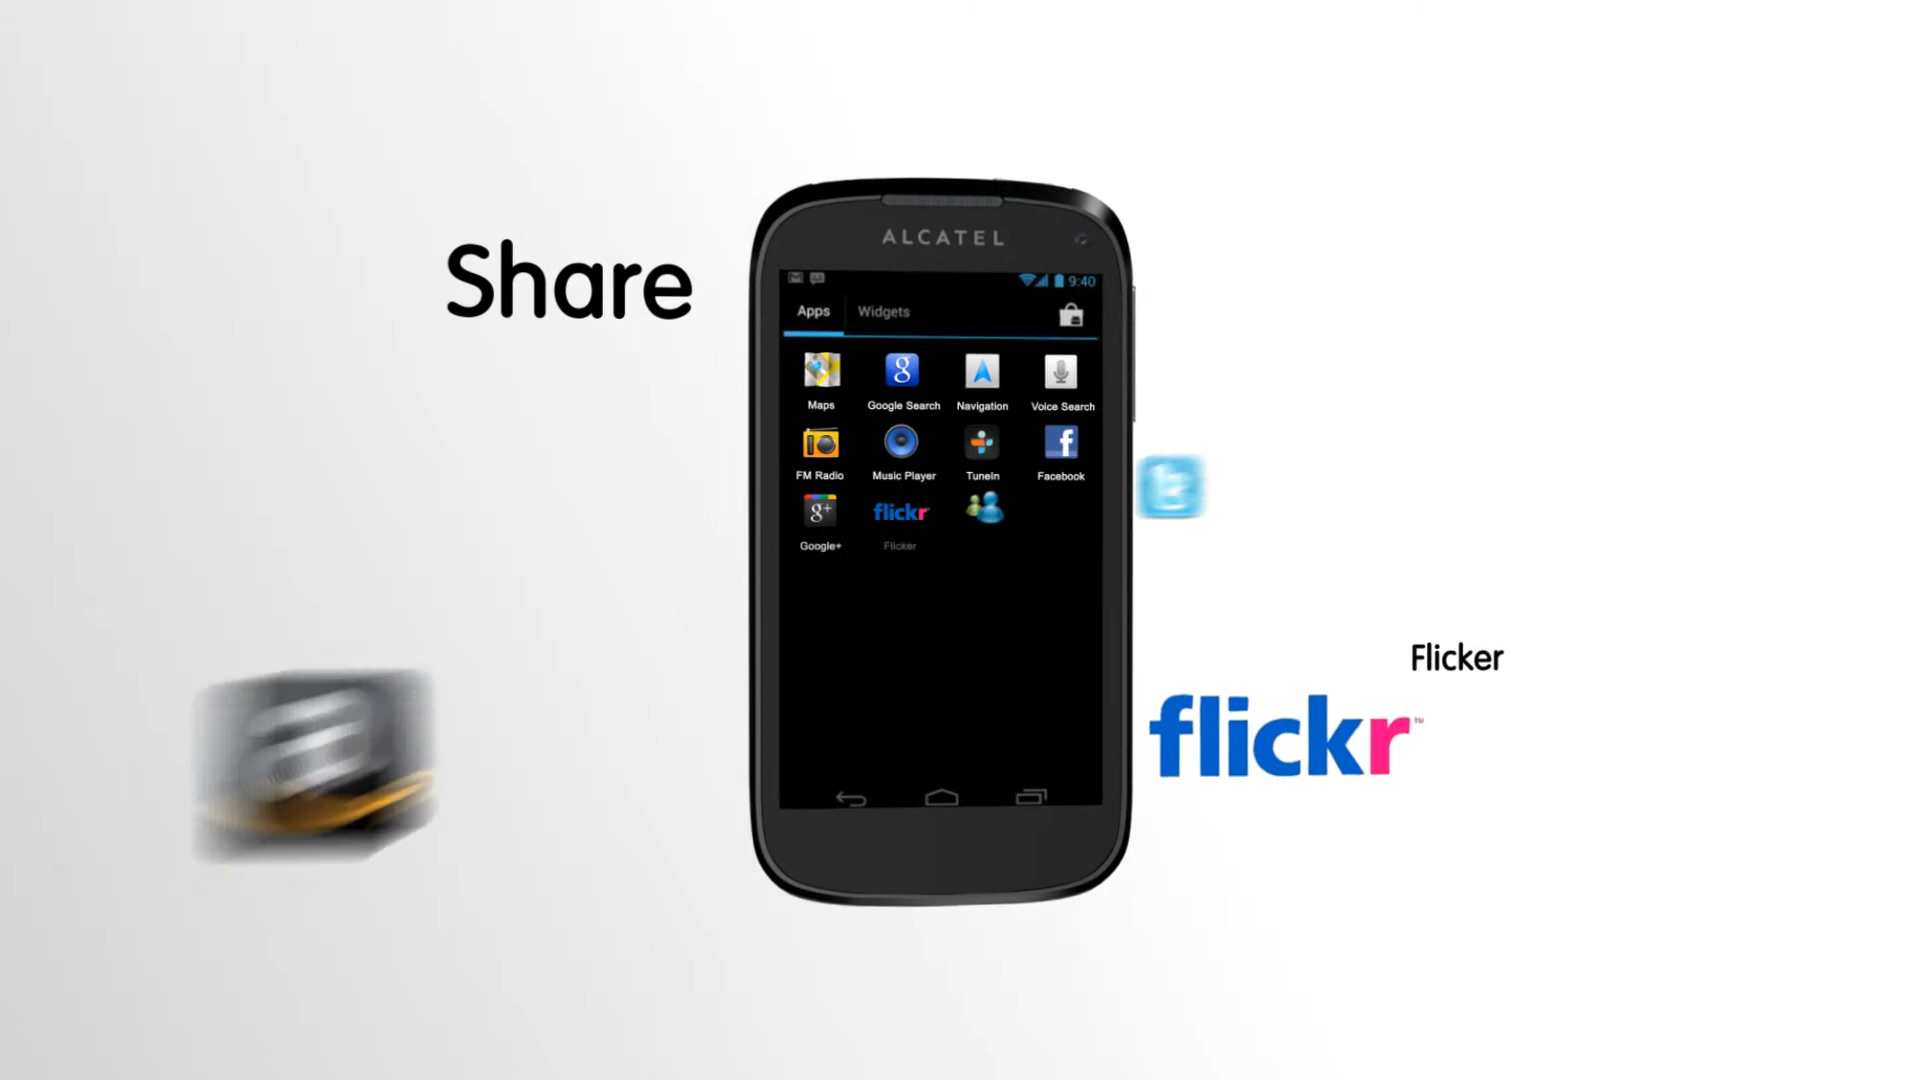 Share
ALCATEL
9:40
Apps Widgets
Maps Google Search Navigation Voice Search
FM Radio Music Player TuneIn Facebook
g+ flickr
Google+ Flicker
Flicker
flickr™